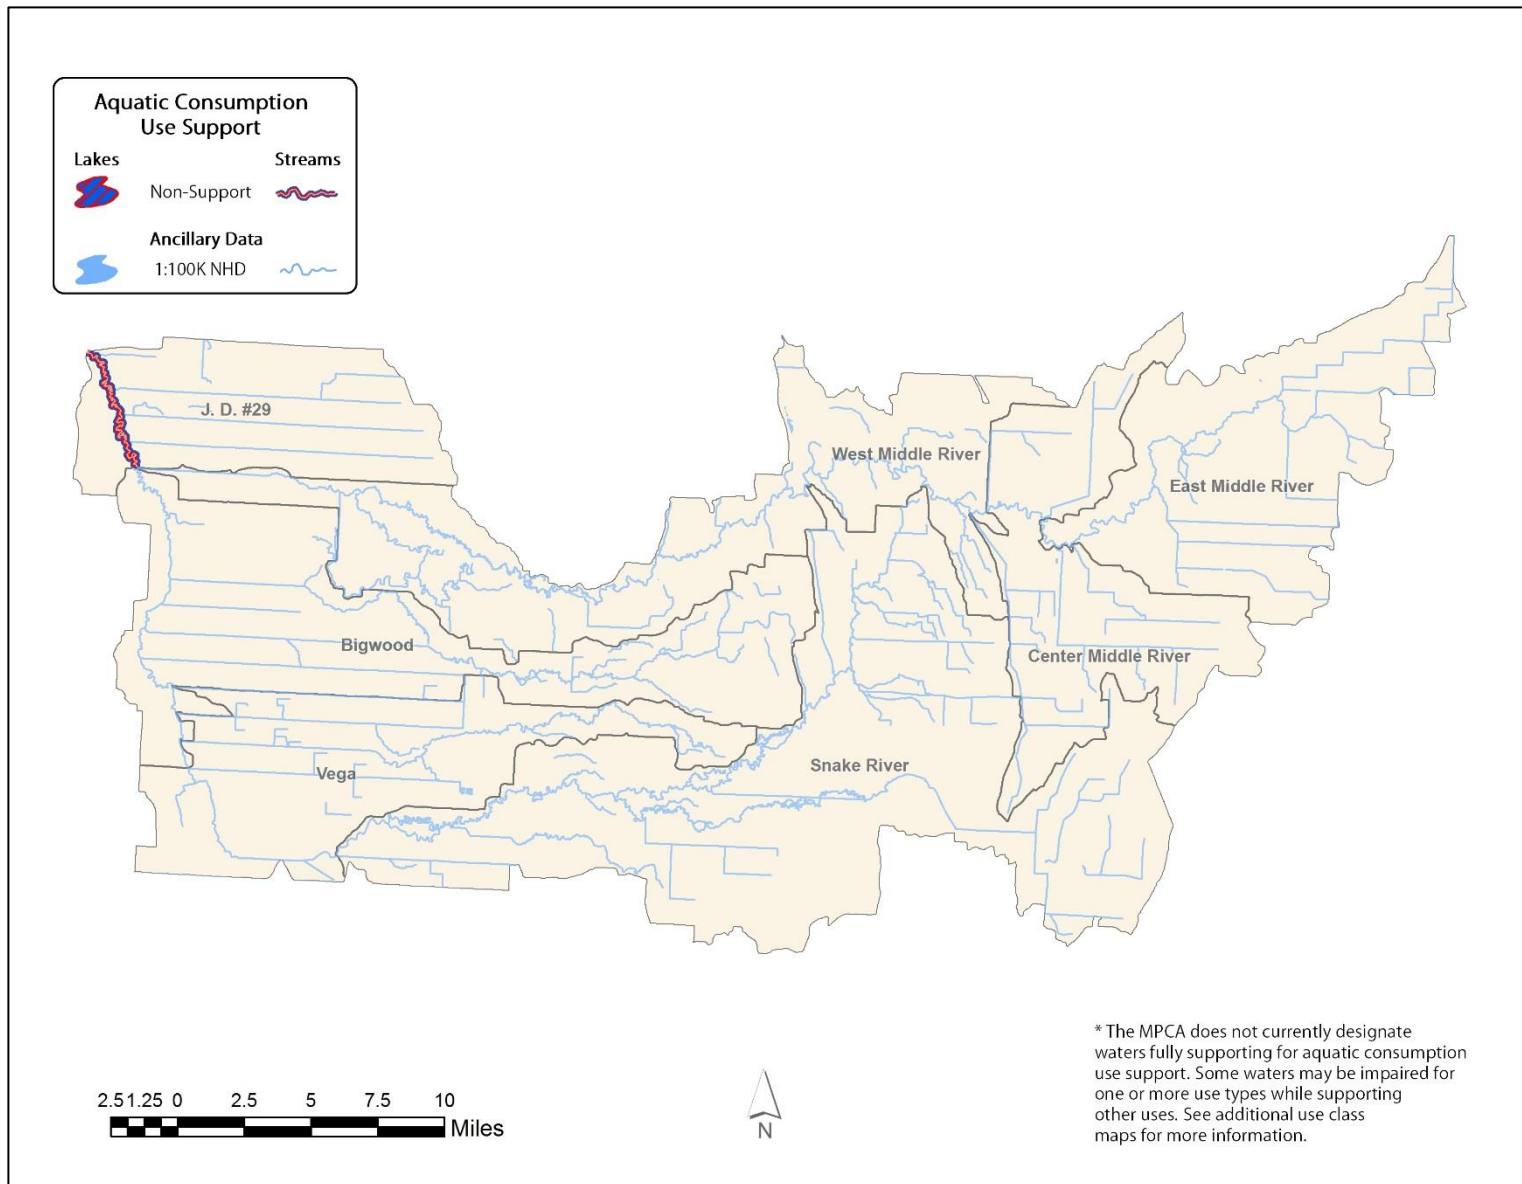 Aquatic Consumption
Use Support
Lakes
Streams
Non-Support
Ancillary Data
1:100K NHD
J. D. #29
West Middle River
East Middle River
Bigwood
Center Middle River
Vega
Snake River
2.5 1.25 0 2.5 5 7.5 10
Miles
N
* The MPCA does not currently designate
waters fully supporting for aquatic consumption
use support. Some waters may be impaired for
one or more use types while supporting
other uses. See additional use class
maps for more information.